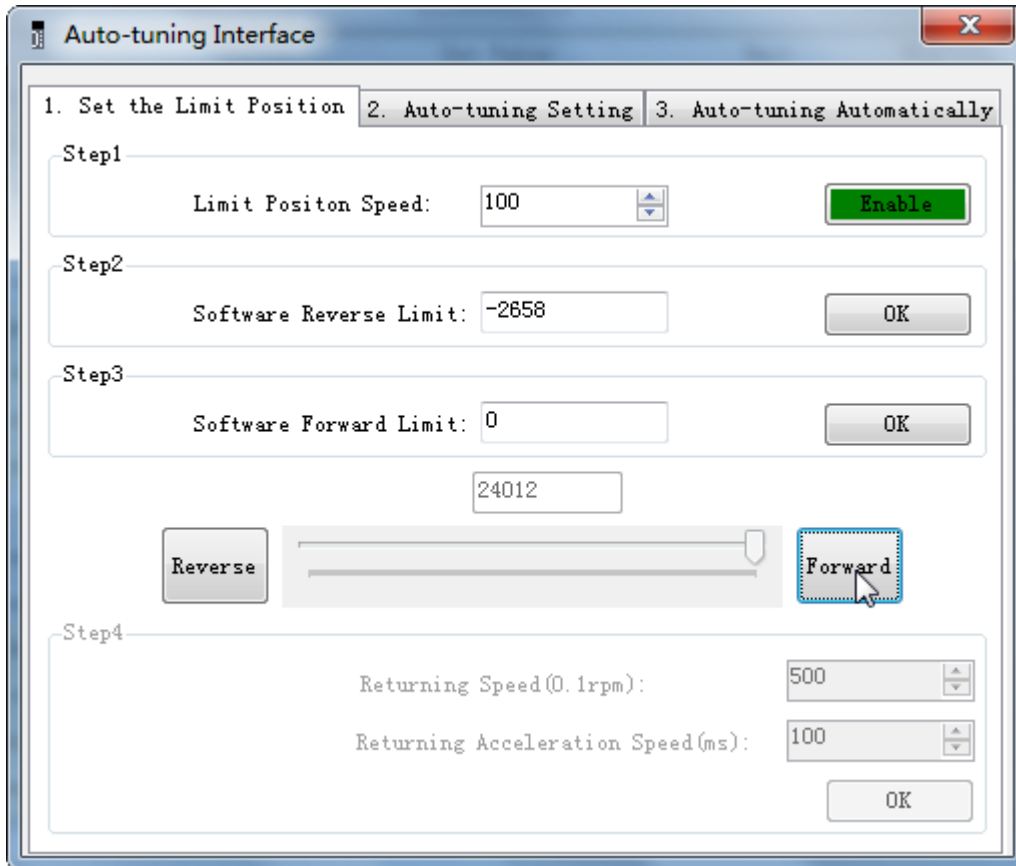 Auto-tuning Interface
1. Set the Limit Position 2. Auto-tuning Setting 3. Auto-tuning Automatically
Step1
Limit Positon Speed: 100 Enable
Step2
Software Reverse Limit: -2658 OK
Step3
Software Forward Limit: 0 OK
24012
Reverse Forward
Step4
Returning Speed(0.1rpm): 500
Returning Acceleration Speed(ms): 100
OK